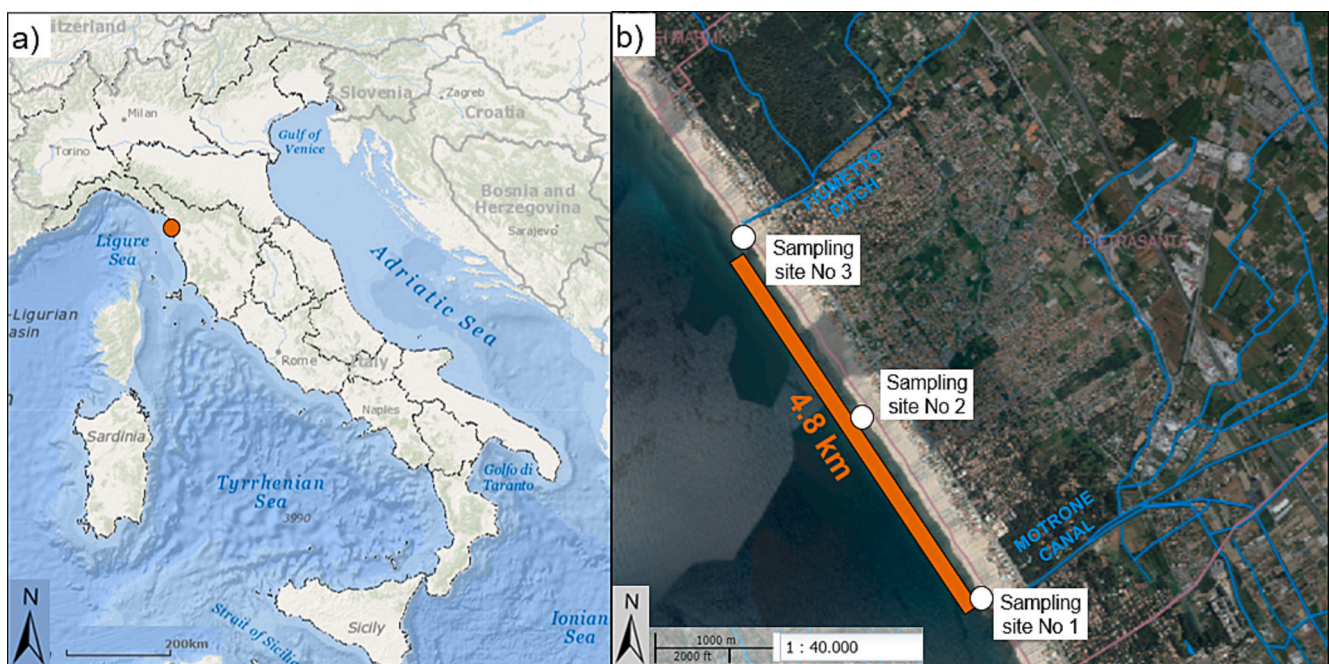 a)
witzerland
Slovenia
Zagreb
Croatia
Milan
Torino
Gulf of
Venice
Bosnia and
Herzegovina
Sarajevo
Ligure
Sea
Adriatic Sea
o-Ligurian
asin
Rome
Italy
Naples
Sardinia
Tyrrhenian
Sea
3990
Golfo di
Taranto
Sicily
Strait of Sicilia
Ionian
Sea
N
200km
b)
FIUMETTO
DITCH
Sampling
site No 3
PIETRASANTA
Sampling
site No 2
4.8 km
MOTRONE
CANAL
Sampling
site No 1
N
1000 m
2000 ft
1 : 40.000